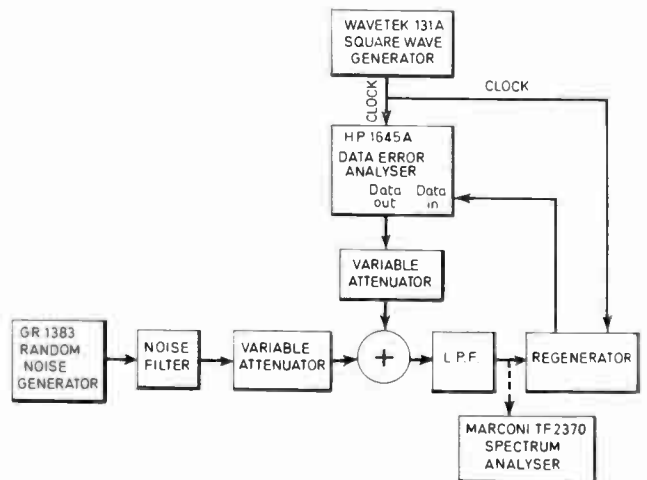 WAVETEK 131A
SQUARE WAVE
GENERATOR
CLOCK
CLOCK
HP 1645A
DATA ERROR
ANALYSER
Data Data
out in
VARIABLE
ATTENUATOR
GR 1383
RANDOM
NOISE
GENERATOR
NOISE
FILTER
VARIABLE
ATTENUATOR
+
L.P.F.
REGENERATOR
MARCONI TF 2370
SPECTRUM
ANALYSER